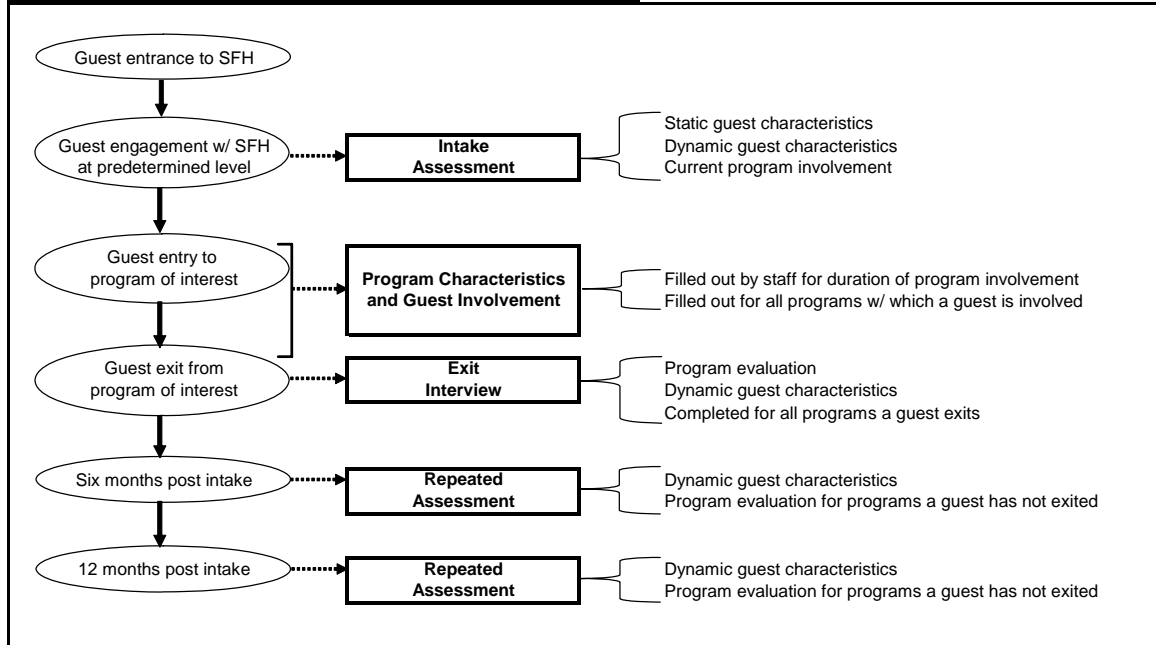 Guest entrance to SFH
Guest engagement w/ SFH
at predetermined level
Intake
Assessment
Static guest characteristics
Dynamic guest characteristics
Current program involvement
Guest entry to
program of interest
Program Characteristics
and Guest Involvement
Filled out by staff for duration of program involvement
Filled out for all programs w/ which a guest is involved
Guest exit from
program of interest
Exit
Interview
Program evaluation
Dynamic guest characteristics
Completed for all programs a guest exits
Six months post intake
Repeated
Assessment
Dynamic guest characteristics
Program evaluation for programs a guest has not exited
12 months post intake
Repeated
Assessment
Dynamic guest characteristics
Program evaluation for programs a guest has not exited